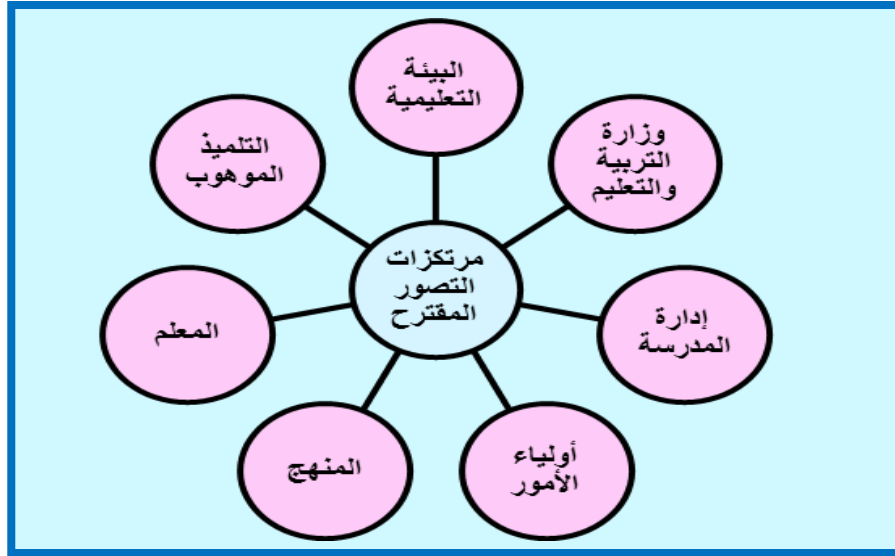 البيئة
التعليمية
وزارة
التربية
والتعليم
التلميذ
الموهوب
مرتكزات
التصور
المقترح
إدارة
المدرسة
المعلم
أولياء
الأمور
المنهج